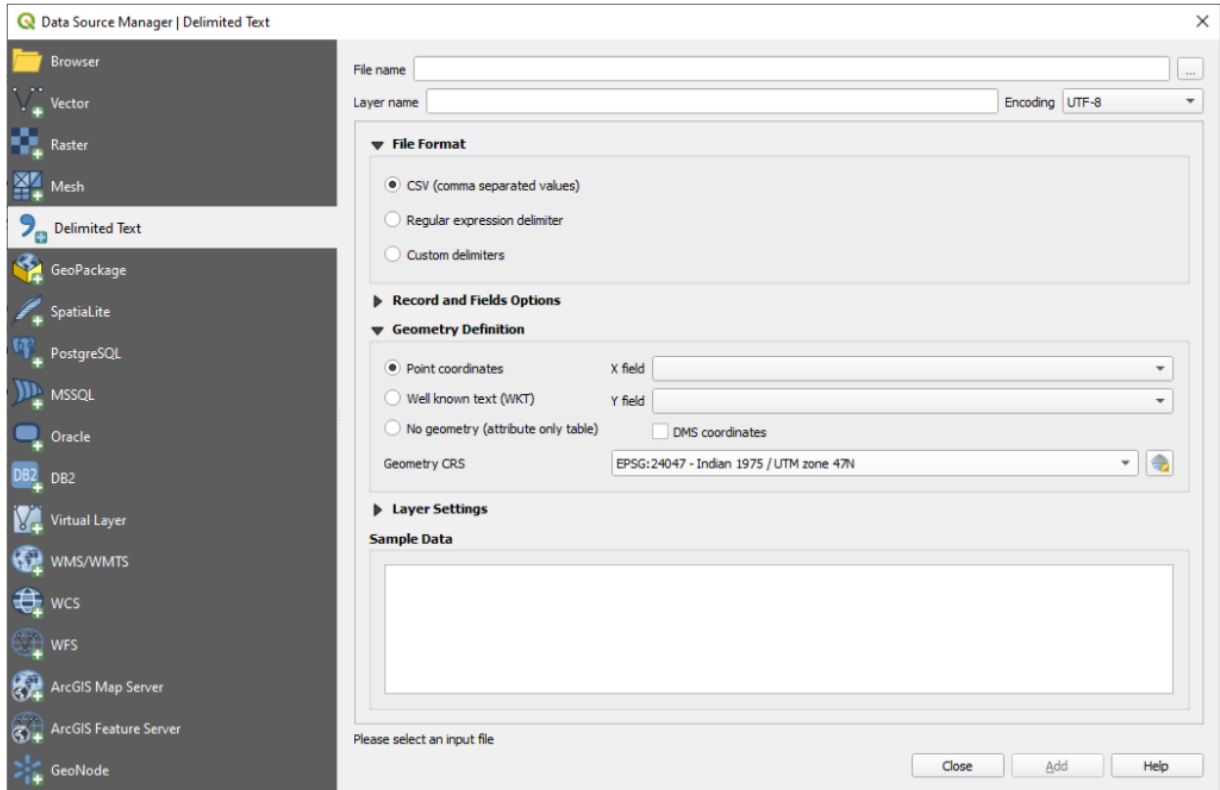 Data Source Manager | Delimited Text
Browser
Vector
Raster
Mesh
Delimited Text
GeoPackage
SpatiaLite
PostgreSQL
MSSQL
Oracle
DB2 DB2
Virtual Layer
WMS/WMTS
WCS
WFS
ArcGIS Map Server
ArcGIS Feature Server
GeoNode
File name ...
Layer name Encoding UTF-8
File Format
CSV (comma separated values)
Regular expression delimiter
Custom delimiters
Record and Fields Options
Geometry Definition
Point coordinates X field
Well known text (WKT) Y field
No geometry (attribute only table) DMS coordinates
Geometry CRS EPSG:24047 - Indian 1975 / UTM zone 47N
Layer Settings
Sample Data
Please select an input file
Close Add Help